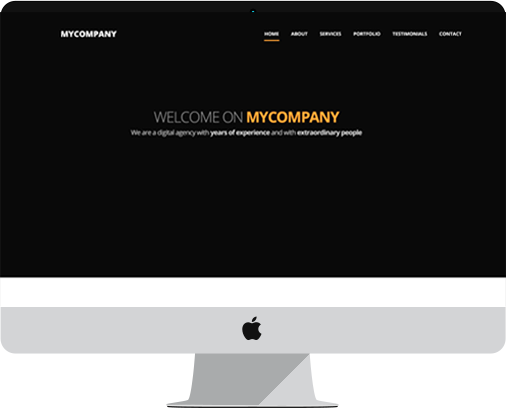 MYCOMPANY
HOME ABOUT SERVICES PORTFOLIO TESTIMONIALS CONTACT
WELCOME ON MYCOMPANY
We are a digital agency with years of experience and with extraordinary people